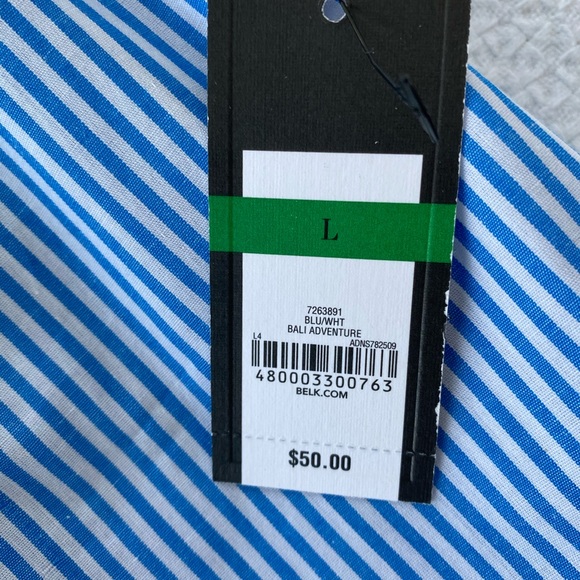 L
7263891
BLU/WHT
BALI ADVENTURE
L4
ADNS782509
480003300763
BELK.COM
$50.00